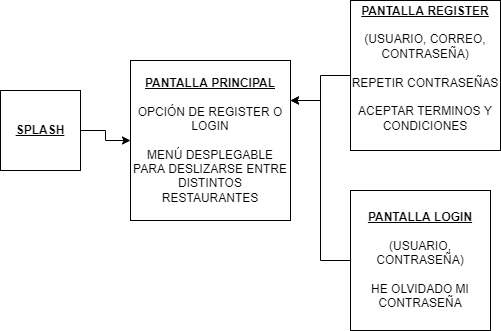 SPLASH
PANTALLA PRINCIPAL
OPCIÓN DE REGISTER O
LOGIN
MENÚ DESPLEGABLE
PARA DESLIZARSE ENTRE
DISTINTOS
RESTAURANTES
PANTALLA REGISTER
(USUARIO, CORREO,
CONTRASEÑA)
REPETIR CONTRASEÑAS
ACEPTAR TERMINOS Y
CONDICIONES
PANTALLA LOGIN
(USUARIO,
CONTRASEÑA)
HE OLVIDADO MI
CONTRASEÑA